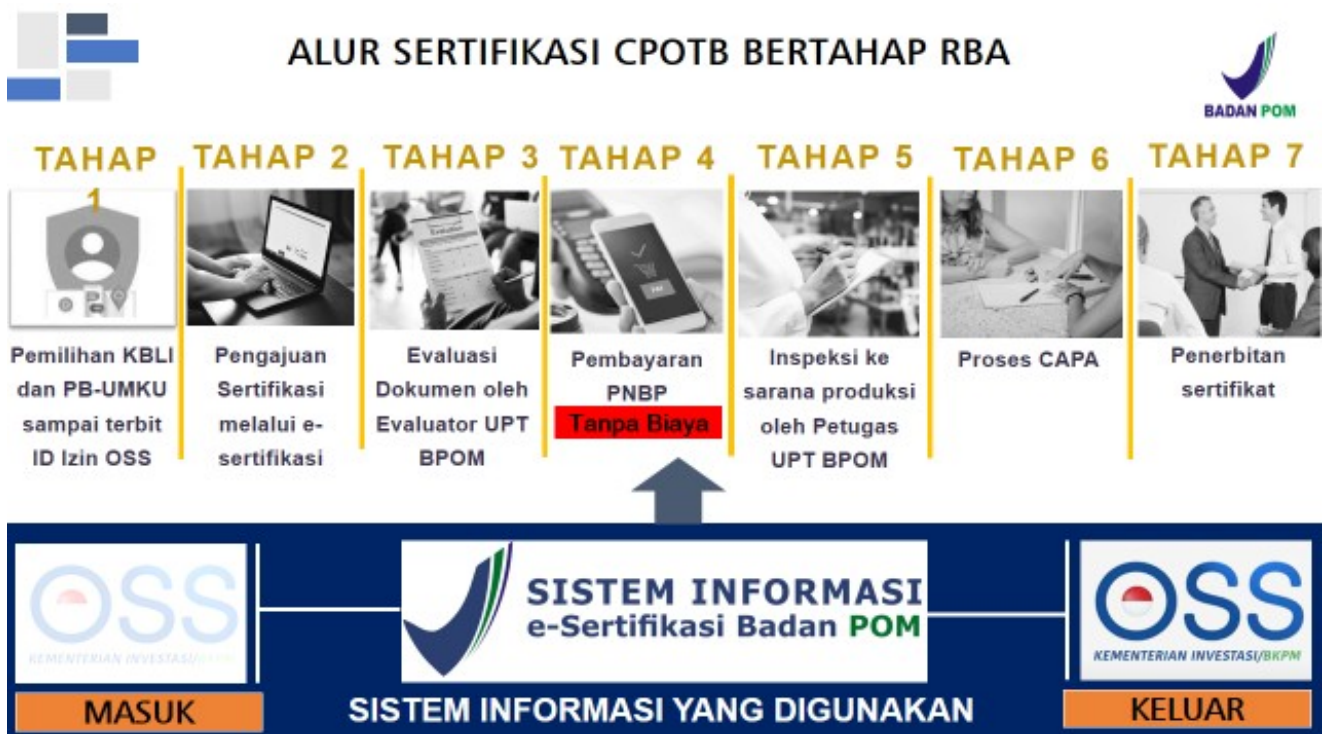 ALUR SERTIFIKASI CPOTB BERTAHAP RBA
BADAN POM
TAHAP 1
Pemilihan KBLI
dan PB-UMKU
sampai terbit
ID Izin OSS
TAHAP 2
Pengajuan
Sertifikasi
melalui e-
sertifikasi
TAHAP 3
Evaluation
Evaluasi
Dokumen oleh
Evaluator UPT
BPOM
TAHAP 4
PAY
Pembayaran
PNBP
Tanpa Biaya
TAHAP 5
Inspeksi ke
sarana produksi
oleh Petugas
UPT BPOM
TAHAP 6
Proses CAPA
TAHAP 7
Penerbitan
sertifikat
OSS
KEMENTERIAN INVESTASI/BKPM
MASUK
SISTEM INFORMASI
e-Sertifikasi Badan POM
SISTEM INFORMASI YANG DIGUNAKAN
OSS
KEMENTERIAN INVESTASI/BKPM
KELUAR